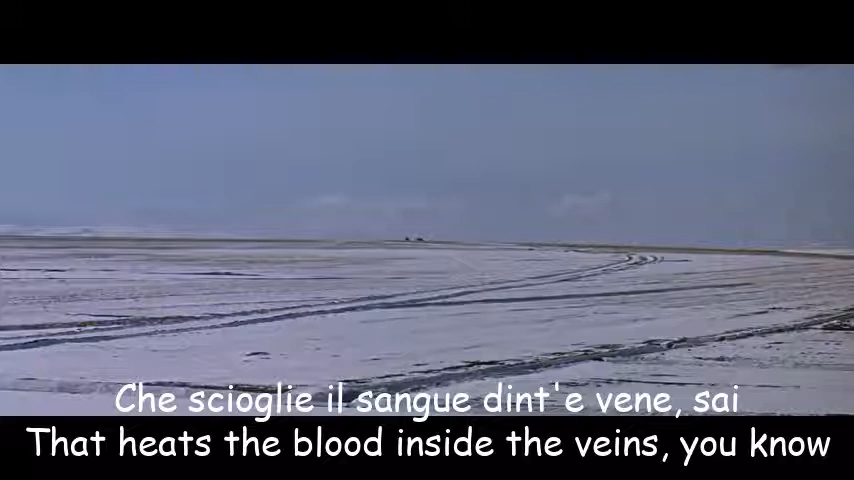 Che scioglie il sangue dint'e vene, sai
That heats the blood inside the veins, you know